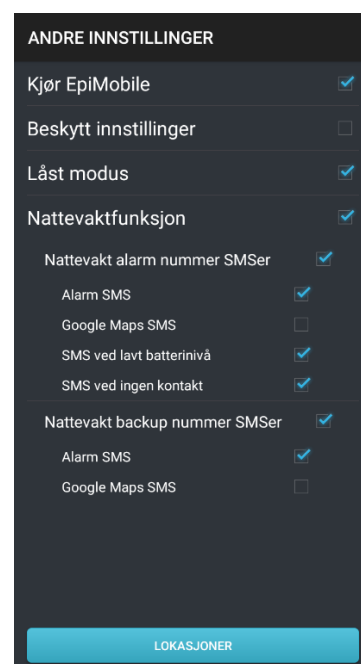 ANDRE INNSTILLINGER
Kjør EpiMobile
Beskytt innstillinger
Låst modus
Nattevaktfunksjon
Nattevakt alarm nummer SMSer
Alarm SMS
Google Maps SMS
SMS ved lavt batterinivå
SMS ved ingen kontakt
Nattevakt backup nummer SMSer
Alarm SMS
Google Maps SMS
LOKASJONER